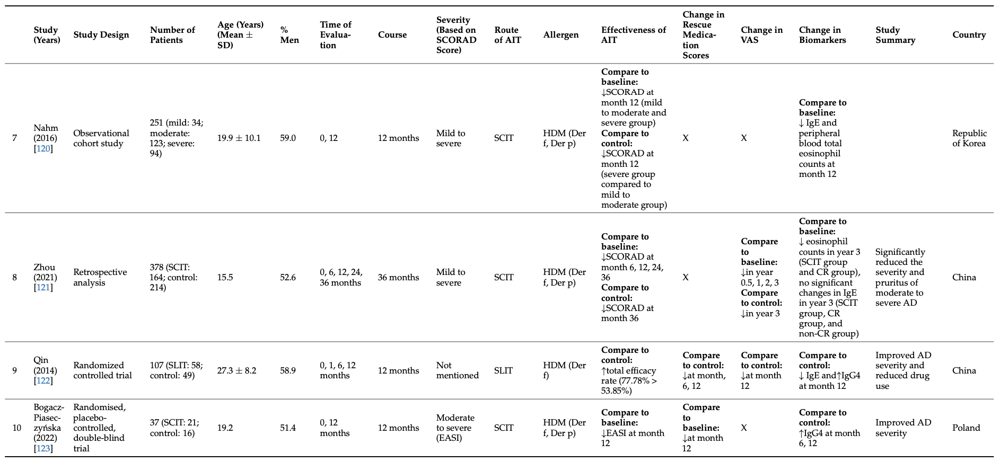 Study (Years)
Study Design
Number of Patients
Age (Years) (Mean ± SD)
% Men
Time of Evalua-
tion
Course
Severity (Based on SCORAD Score)
Route of AIT
Allergen
Effectiveness of AIT
Change in Rescue Medica-
tion Scores
Change in VAS
Change in Biomarkers
Study Summary
Country
7
Nahm
(2016)
[120]
Observational
cohort study
251 (mild: 34;
moderate:
123; severe:
94)
19.9 ± 10.1
59.0
0, 12
12 months
Mild to
severe
SCIT
HDM (Der
f, Der p)
Compare to
baseline:
↓SCORAD at
month 12 (mild
to moderate and
severe group)
Compare to
control:
↓SCORAD at
month 12
(severe group
compared to
mild to
moderate group)
X
X
Compare to
baseline:
↓ IgE and
peripheral
blood total
eosinophil
counts at
month 12
Republic
of Korea
8
Zhou
(2021)
[121]
Retrospective
analysis
378 (SCIT:
164; control:
214)
15.5
52.6
0, 6, 12, 24,
36 months
36 months
Mild to
severe
SCIT
HDM (Der
f, Der p)
Compare to
baseline:
↓SCORAD at
month 6, 12, 24,
36
Compare to
control:
↓SCORAD at
month 36
X
Compare
to
baseline:
↓in year
0.5, 1, 2, 3
Compare
to control:
↓in year 3
Compare to
baseline:
↓ eosinophil
counts in year 3
(SCIT group
and CR group),
no significant
changes in IgE
in year 3 (SCIT
group, CR
group, and
non-CR group)
Significantly
reduced the
severity and
pruritus of
moderate to
severe AD
China
9
Qin
(2014)
[122]
Randomized
controlled trial
107 (SLIT: 58;
control: 49)
27.3 ± 8.2
58.9
0, 1, 6, 12
months
12 months
Not
mentioned
SLIT
HDM (Der
f)
Compare to
control:
↑total efficacy
rate (77.78% >
53.85%)
Compare
to control:
↓at month,
6, 12
Compare
to control:
↓at month
12
Compare to
control:
↓ IgE and↑IgG4
at month 12
Improved AD
severity and
reduced drug
use
China
10
Bogacz-
Piasec-
zyńska
(2022)
[123]
Randomised,
placebo-
controlled,
double-blind
trial
37 (SCIT: 21;
control: 16)
19.2
51.4
0, 12
months
12 months
Moderate
to severe
(EASI)
SCIT
HDM (Der
f, Der p)
Compare to
baseline:
↓EASI at month
12
Compare
to
baseline:
↓at month
12
X
Compare to
control:
↑IgG4 at month
6, 12
Improved AD
severity
Poland